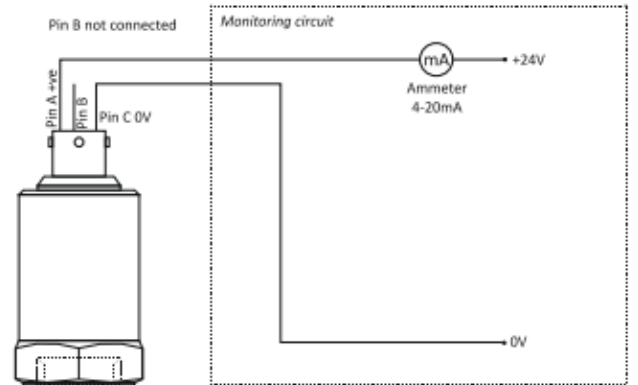 Pin B not connected
Monitoring circuit
mA
+24V
Ammeter
4-20mA
Pin A +ve
Pin B
Pin C 0V
0V